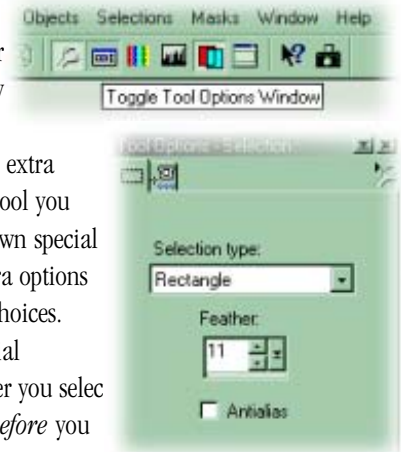 Objects Selections Masks Window Help
Toggle Tool Options Window
Tool Options - Selection
extra
ool you
wn special
ra options
hoices.
ial
er you selec
efore you
Selection type:
Rectangle
Feather:
11
Antialias